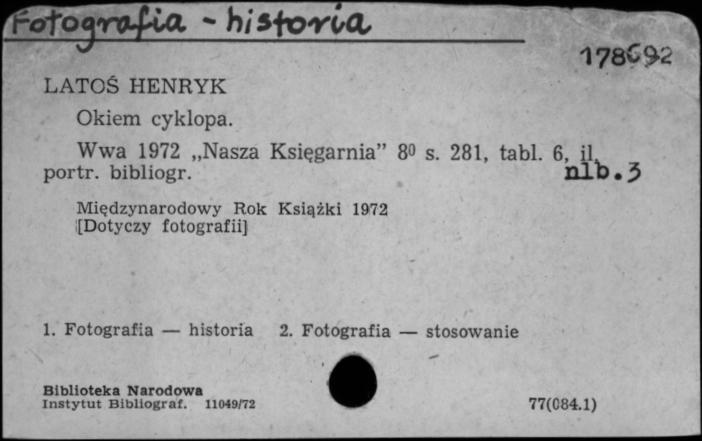 Fotografia - historia
178692
LATOŚ HENRYK
Okiem cyklopa.
Wwa 1972 „Nasza Księgarnia” 8⁰ s. 281, tabl. 6, il.
portr. bibliogr.
nlb. 3
Międzynarodowy Rok Książki 1972
[Dotyczy fotografii]
1. Fotografia — historia 2. Fotografia — stosowanie
Biblioteka Narodowa
Instytut Bibliograf. 11049/72
77(084.1)